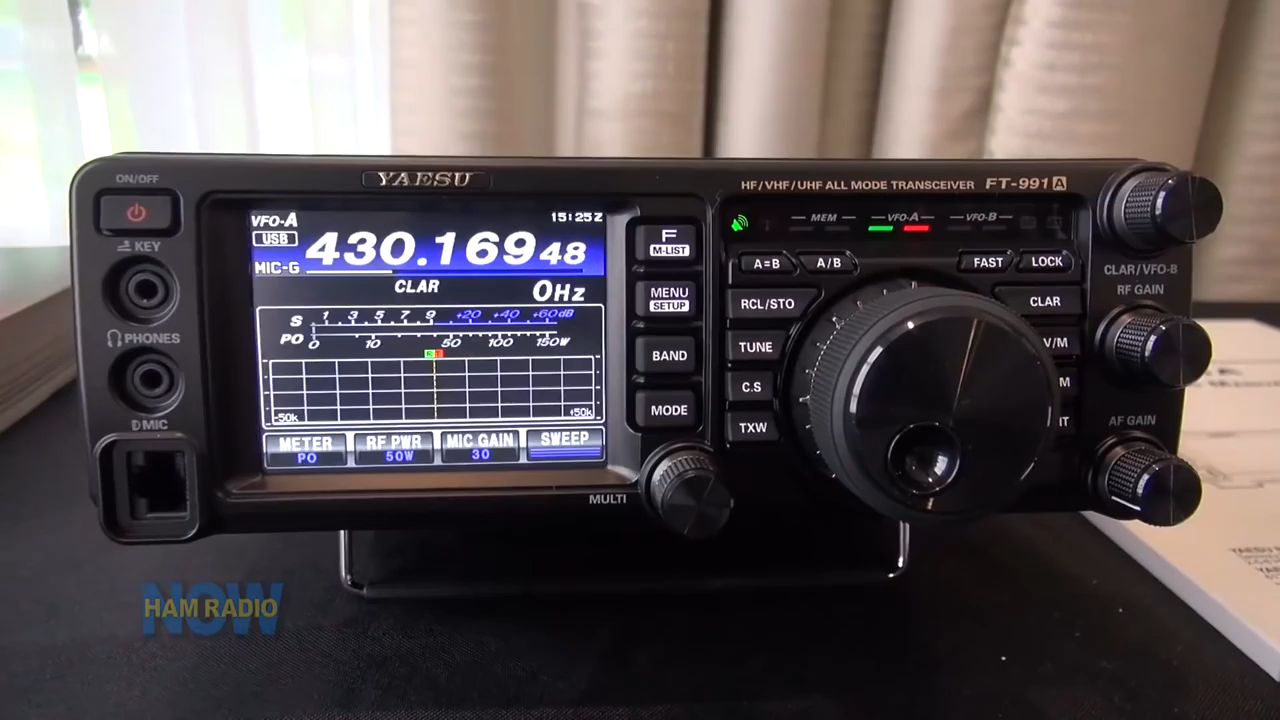 ON/OFF
KEY
PHONES
MIC
YAESU
VFO-A
15:25Z
USB
430.169 48
MIC-G
CLAR
0Hz
S 1 3 5 7 9 +20 +40 +60dB
PO 0 10 50 100 150W
R T
-50k +50k
METER
PO
RF PWR
50W
MIC GAIN
30
SWEEP
F
M-LIST
MENU
SETUP
BAND
MODE
MULTI
HF/VHF/UHF ALL MODE TRANSCEIVER FT-991A
MEM VFO-A VFO-B
A=B A/B FAST LOCK
RCL/STO
TUNE
C.S
TXW
CLAR
V/M
M
IT
CLAR/VFO-B
RF GAIN
AF GAIN
YAESU
YAE
HAM RADIO
NOW